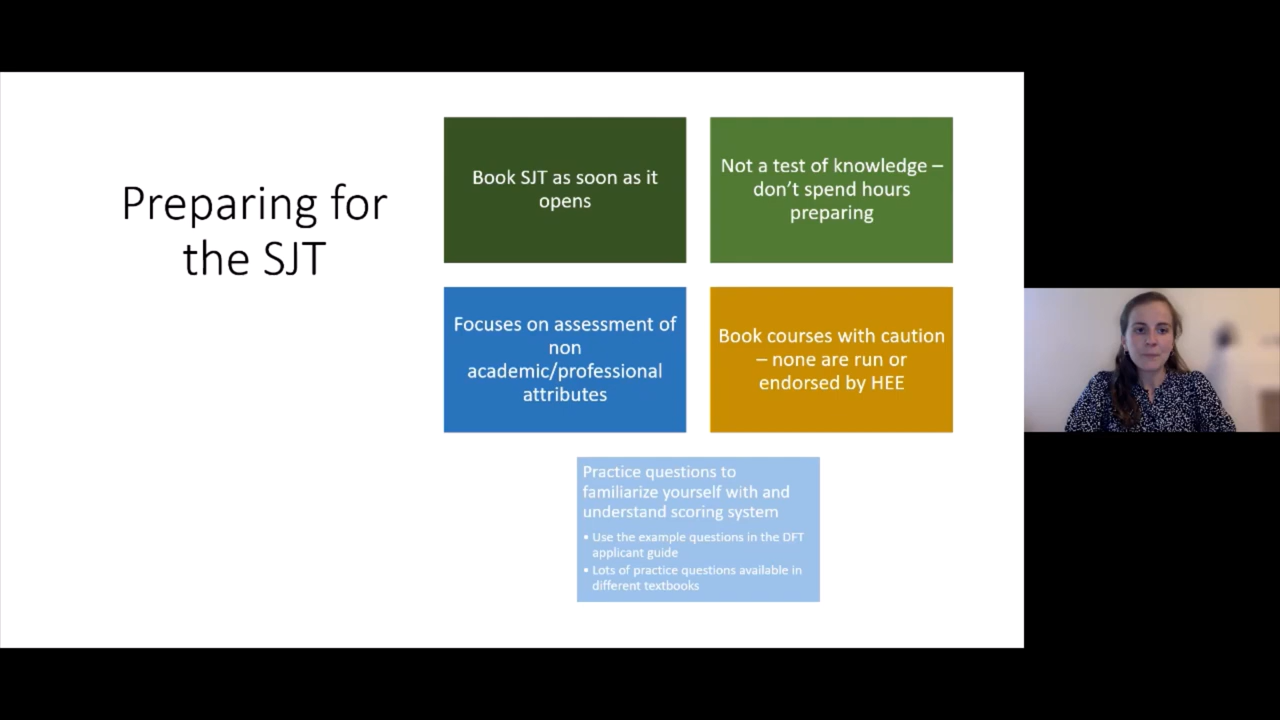 Preparing for
the SJT
Book SJT as soon as it
opens
Not a test of knowledge –
don't spend hours
preparing
Focuses on assessment of
non
academic/professional
attributes
Book courses with caution
– none are run or
endorsed by HEE
Practice questions to
familiarize yourself with and
understand scoring system
▪ Use the example questions in the DFT
applicant guide
▪ Lots of practice questions available in
different textbooks